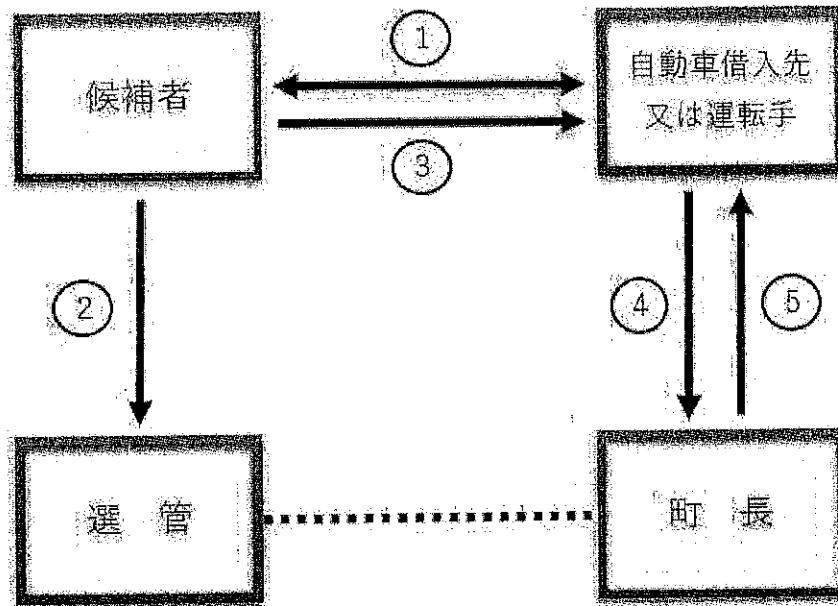 ①
候補者
自動車借入先
又は運転手
③
②
④
⑤
選　管
町　長